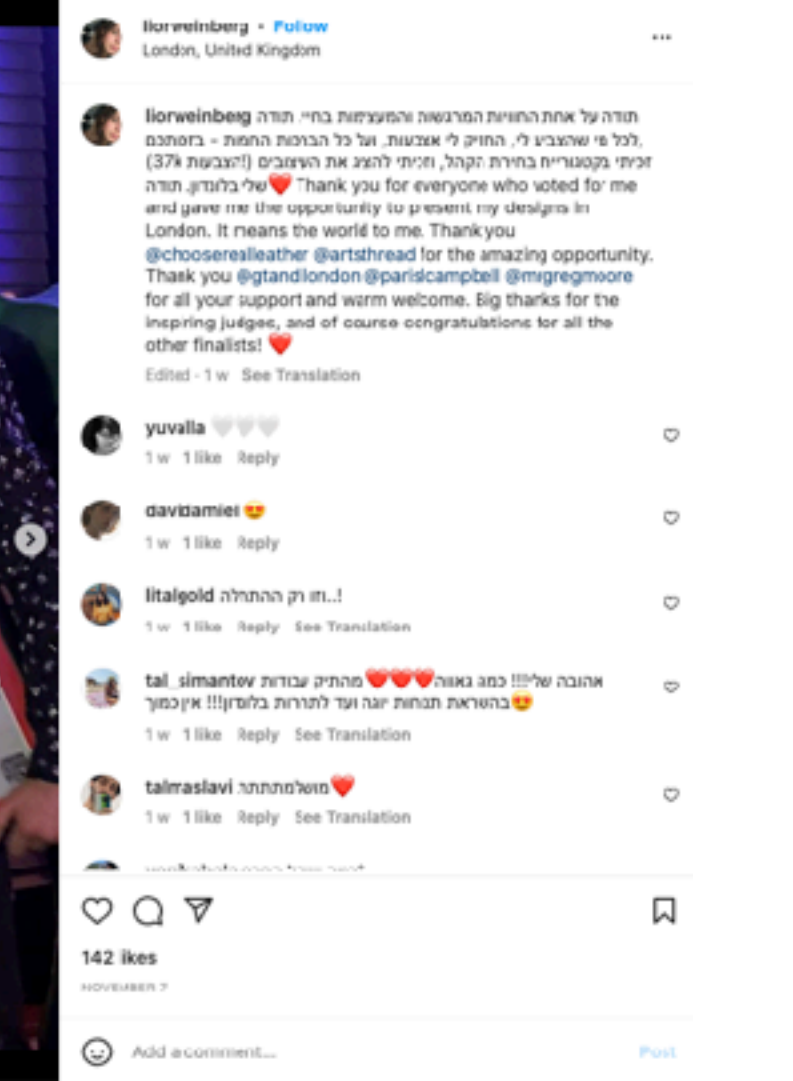 liorweinberg • Follow
London, United Kingdom
liorweinberg תודה על אחת החוויות המרגשות והמעצימות בחיי. תודה
לכל מי שהצביע לי, החזיק לי אצבעות, ועל כל הברכות החמות - בזכותכם,
זכיתי בקטגוריית בחירת הקהל, וזכיתי להציג את העיצובים (!הצבעות 37k)
שלי בלונדון. תודה❤️ Thank you for everyone who voted for me
and gave me the opportunity to present my designs in
London. It means the world to me. Thank you
@chooserealleather @artsthread for the amazing opportunity.
Thank you @gtandilondon @parisicampbell @mrgregmoore
for all your support and warm welcome. Big thanks for the
inspiring judges, and of course congratulations for all the
other finalists! ❤️
Edited · 1 w See Translation
yuvalla 🤍🤍🤍
1 w 1 like Reply
davidamiel 😍
1 w 1 like Reply
litalgold וזו רק ההתחלה..!
1 w 1 like Reply See Translation
tal_simantov אהובה שלי!!! כמה גאווה❤️❤️❤️ מהתיק עבודות
בהשראת תנוחות יוגה ועד לתחרות בלונדון!!! אין כמוך😍
1 w 1 like Reply See Translation
talmaslavi מושלמתתתת❤️
1 w 1 like Reply See Translation
142 likes
NOVEMBER 7
Add a comment...
Post